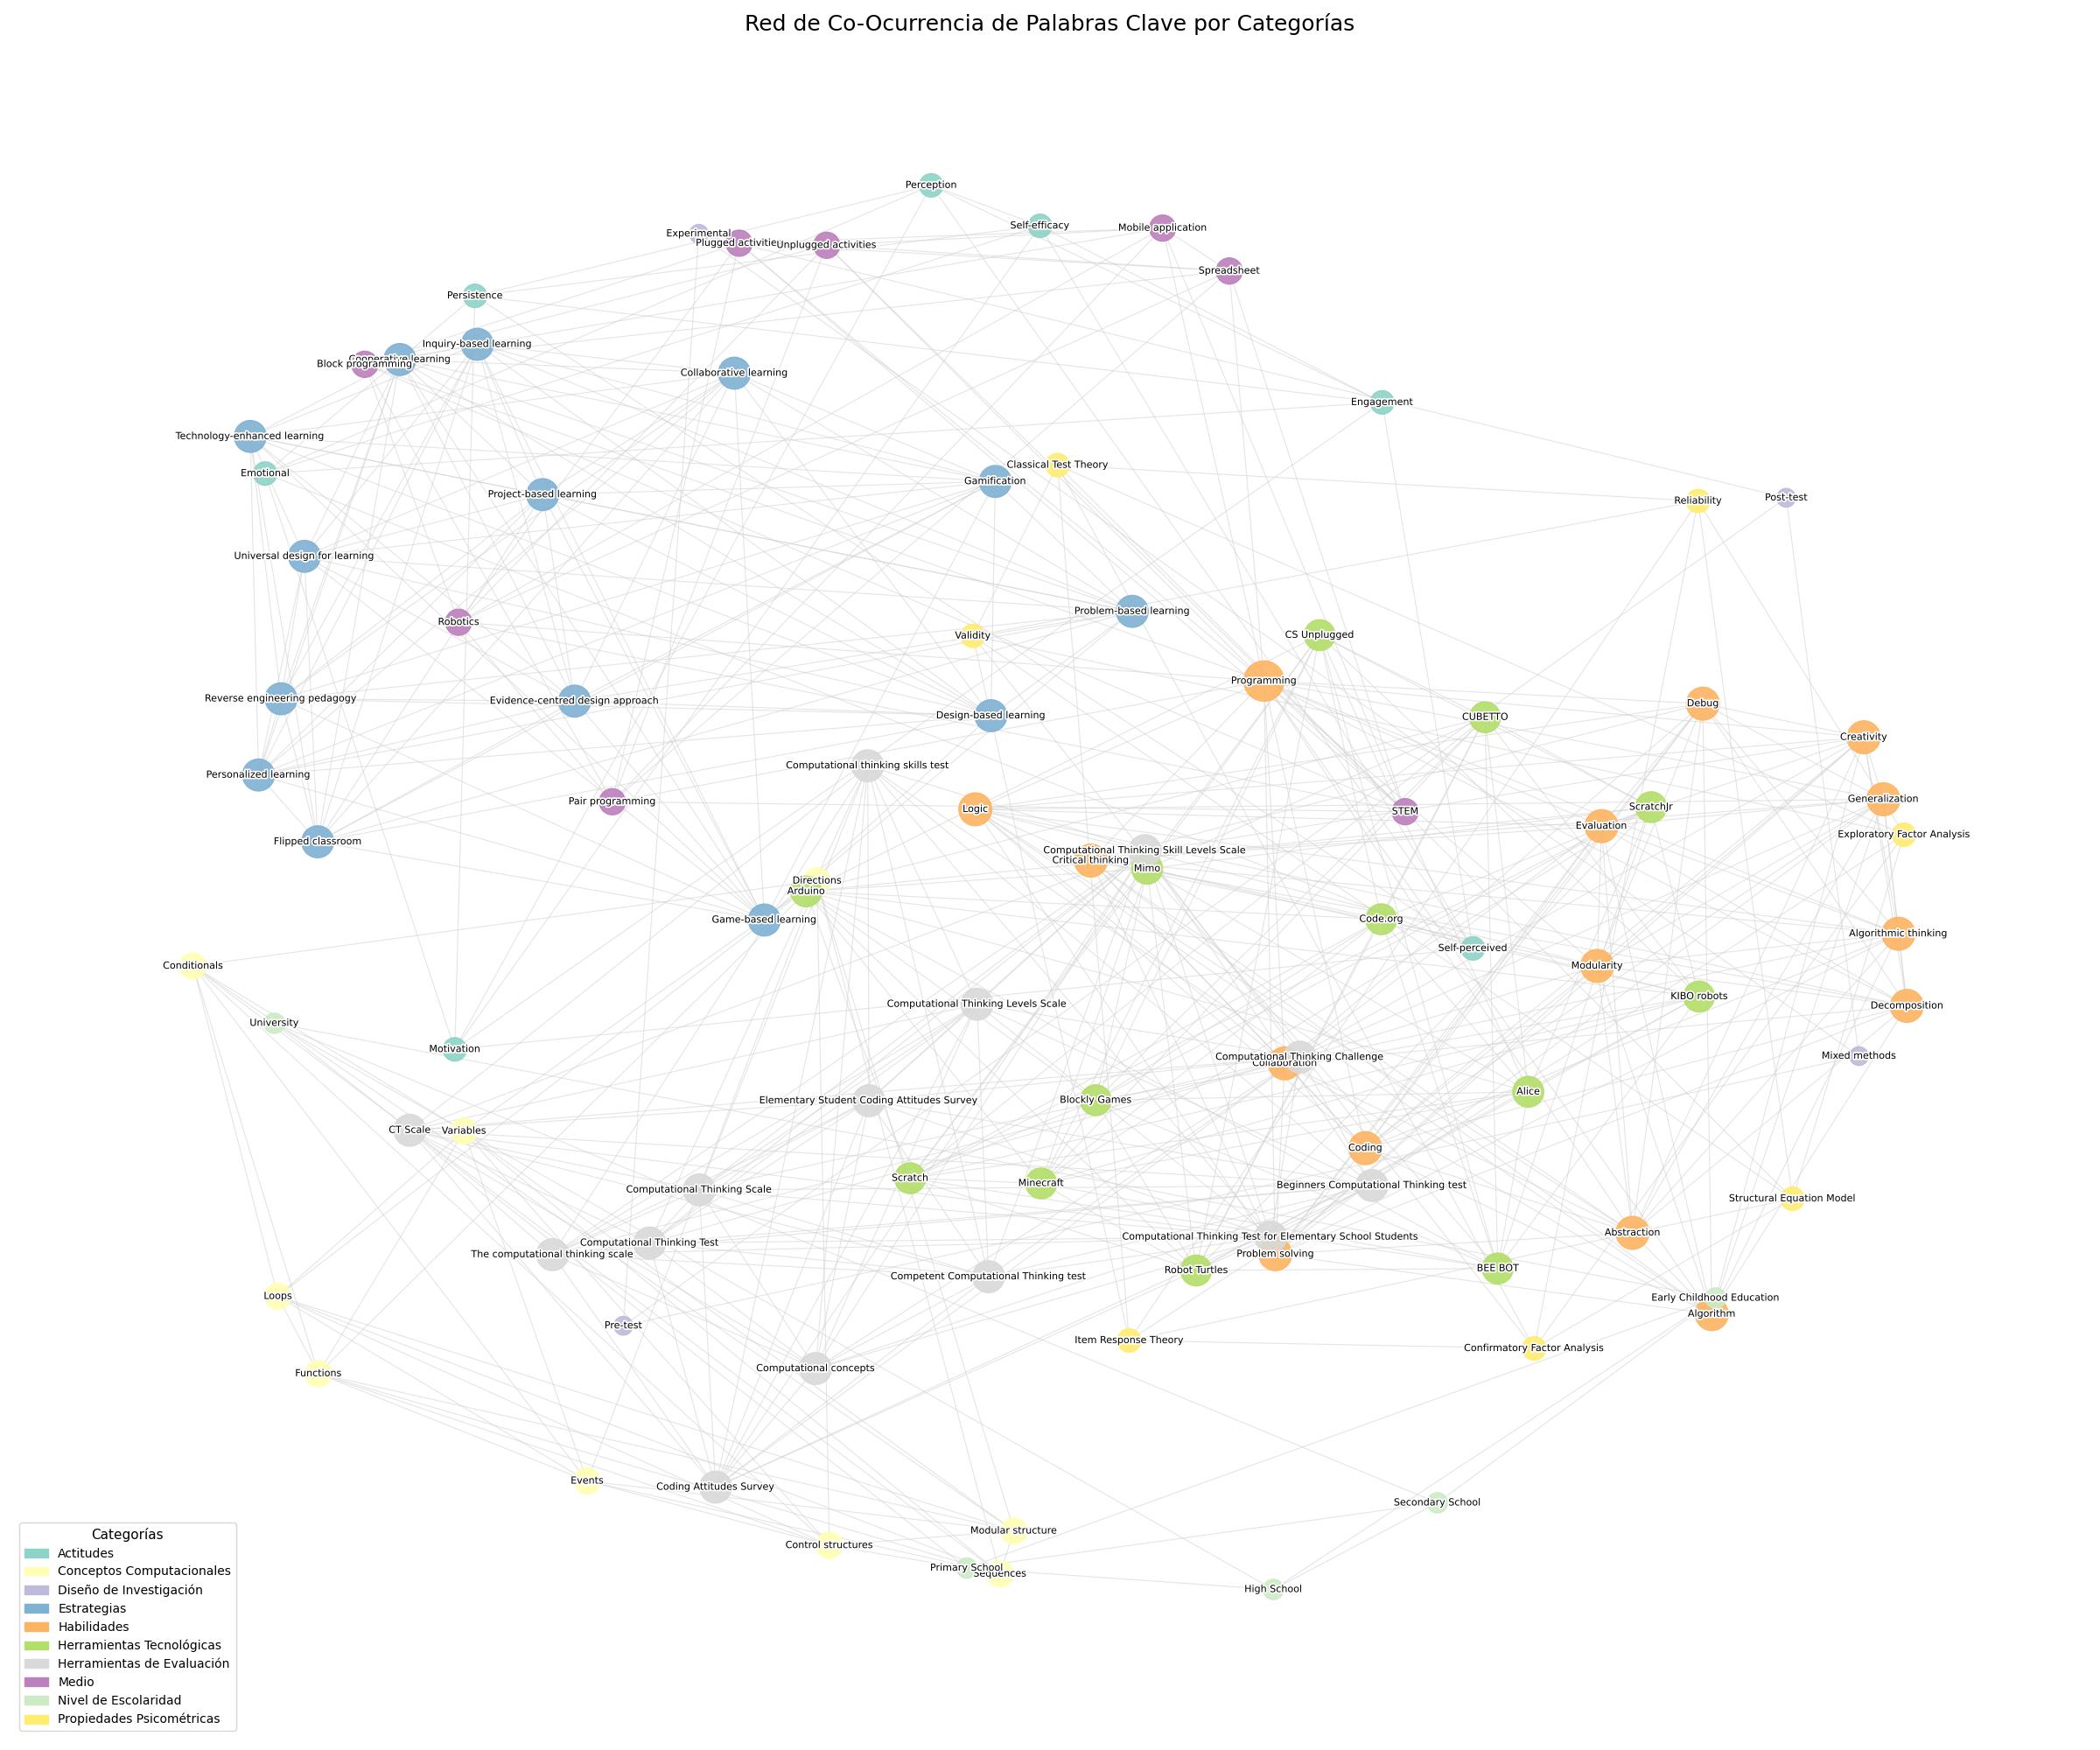 Red de Co-Ocurrencia de Palabras Clave por Categorías
Perception
Self-efficacy
Mobile application
Experimental
Plugged activities
Unplugged activities
Spreadsheet
Persistence
Inquiry-based learning
Cooperative learning
Block programming
Collaborative learning
Engagement
Technology-enhanced learning
Emotional
Classical Test Theory
Gamification
Project-based learning
Reliability
Post-test
Universal design for learning
Problem-based learning
Robotics
Validity
CS Unplugged
Programming
Reverse engineering pedagogy
Evidence-centred design approach
Design-based learning
CUBETTO
Debug
Creativity
Computational thinking skills test
Personalized learning
Pair programming
Logic
STEM
ScratchJr
Generalization
Evaluation
Exploratory Factor Analysis
Flipped classroom
Computational Thinking Skill Levels Scale
Critical thinking
Mimo
Directions
Arduino
Game-based learning
Code.org
Self-perceived
Algorithmic thinking
Conditionals
Modularity
KIBO robots
Decomposition
Computational Thinking Levels Scale
University
Motivation
Computational Thinking Challenge
Collaboration
Mixed methods
Elementary Student Coding Attitudes Survey
Blockly Games
Alice
CT Scale
Variables
Coding
Scratch
Minecraft
Computational Thinking Scale
Beginners Computational Thinking test
Structural Equation Model
Abstraction
Computational Thinking Test
The computational thinking scale
Computational Thinking Test for Elementary School Students
Problem solving
Robot Turtles
BEE BOT
Competent Computational Thinking test
Loops
Early Childhood Education
Algorithm
Pre-test
Item Response Theory
Confirmatory Factor Analysis
Functions
Computational concepts
Events
Coding Attitudes Survey
Secondary School
Modular structure
Control structures
Primary School
Sequences
High School
Categorías
Actitudes
Conceptos Computacionales
Diseño de Investigación
Estrategias
Habilidades
Herramientas Tecnológicas
Herramientas de Evaluación
Medio
Nivel de Escolaridad
Propiedades Psicométricas